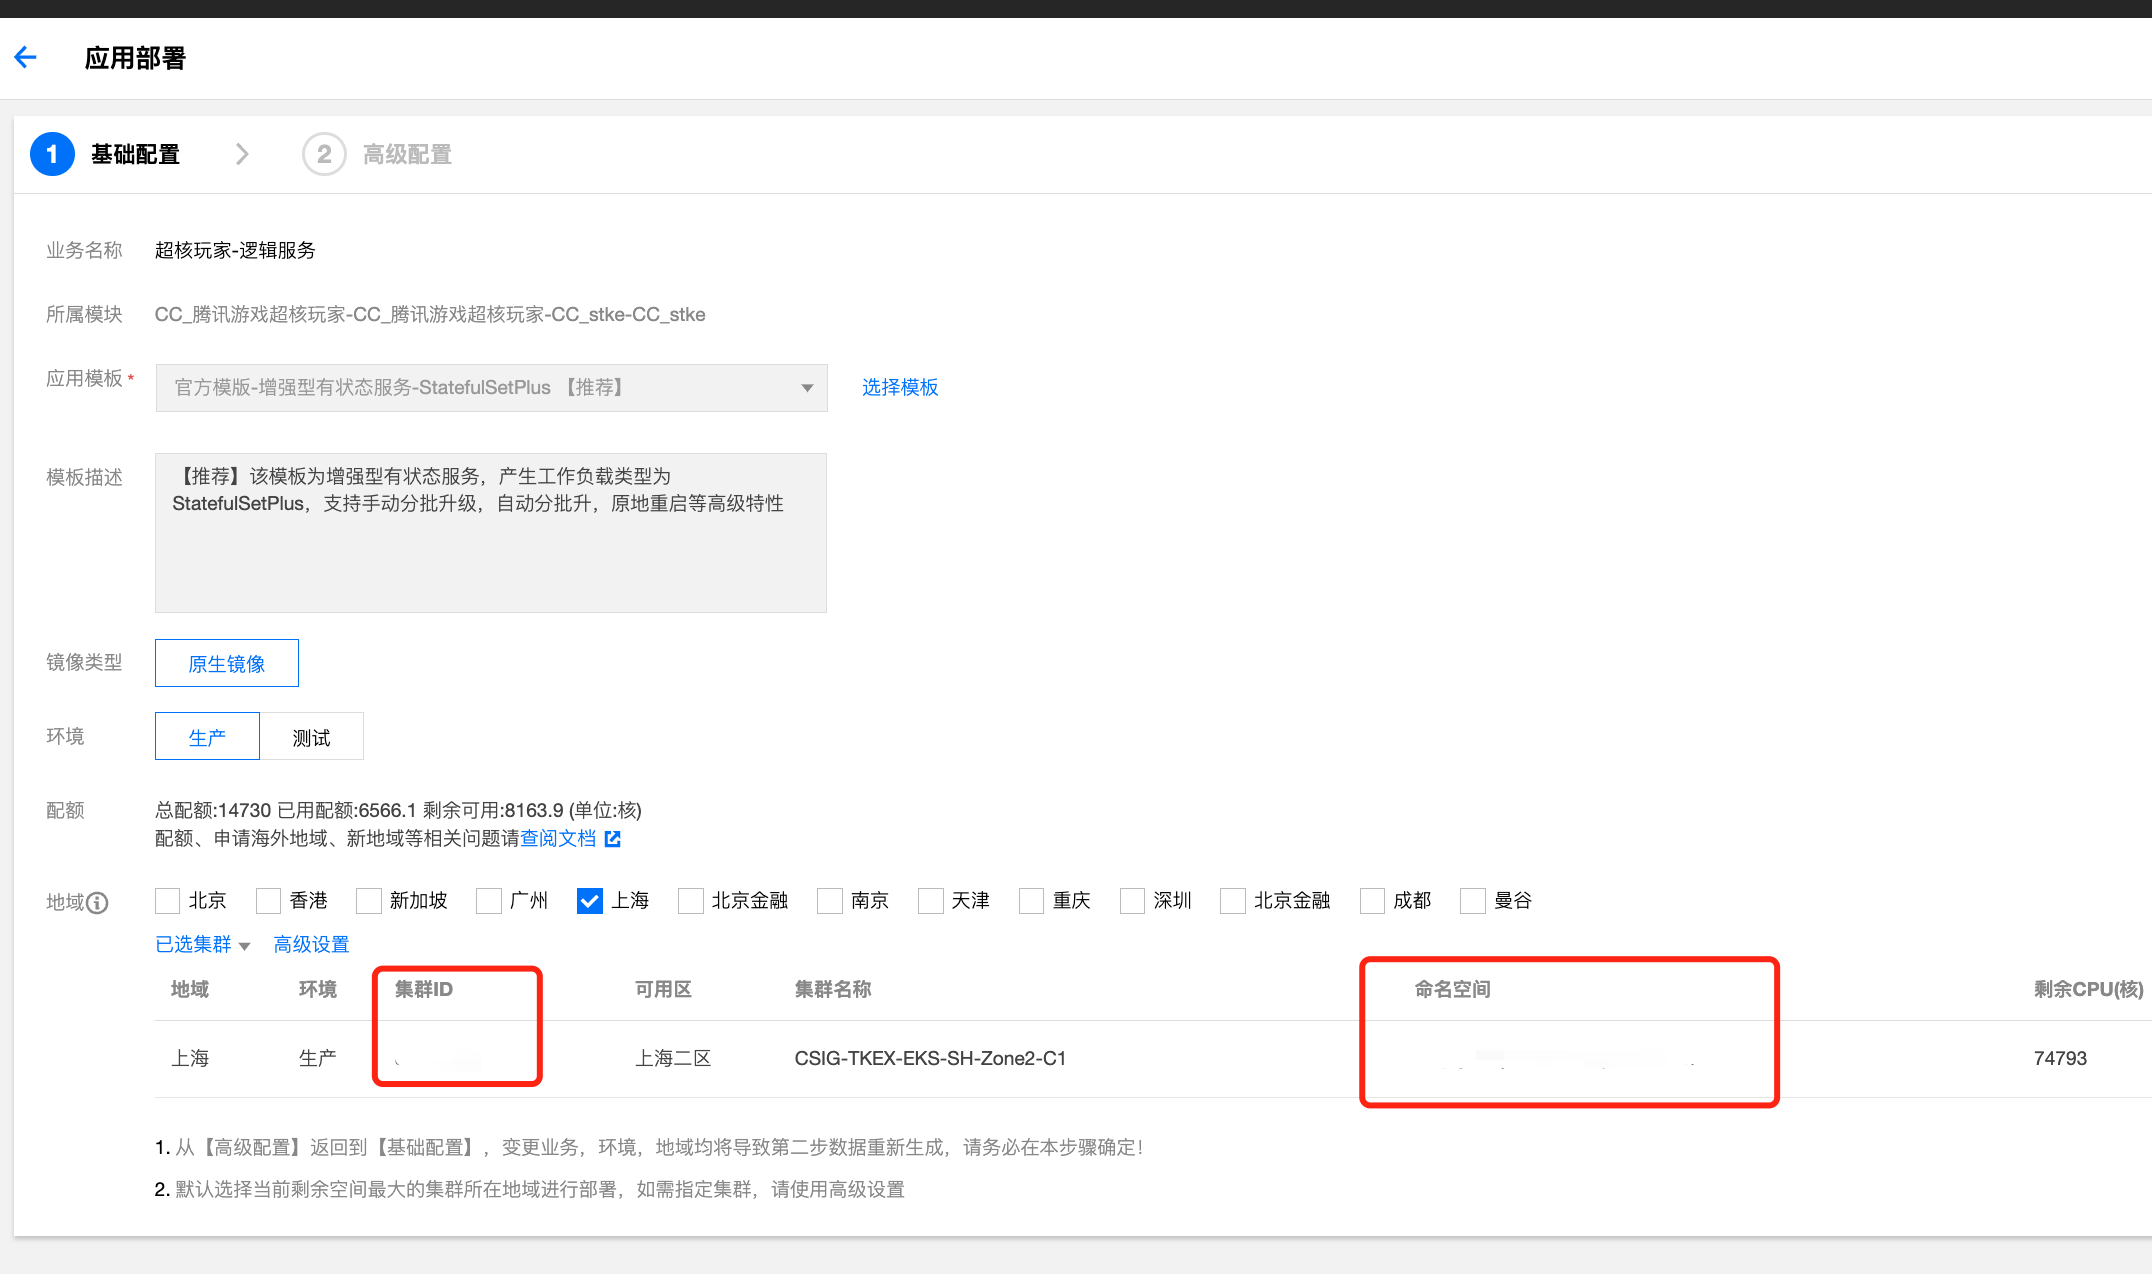 应用部署
1 基础配置 2 高级配置
业务名称 超核玩家-逻辑服务
所属模块 CC_腾讯游戏超核玩家-CC_腾讯游戏超核玩家-CC_stke-CC_stke
应用模板 * 官方模版-增强型有状态服务-StatefulSetPlus 【推荐】 选择模板
模板描述 【推荐】该模板为增强型有状态服务，产生工作负载类型为
StatefulSetPlus，支持手动分批升级，自动分批升，原地重启等高级特性
镜像类型 原生镜像
环境 生产 测试
配额 总配额:14730 已用配额:6566.1 剩余可用:8163.9 (单位:核)
配额、申请海外地域、新地域等相关问题请查阅文档
地域 北京 香港 新加坡 广州 上海 北京金融 南京 天津 重庆 深圳 北京金融 成都 曼谷
已选集群 高级设置
地域 环境 集群ID 可用区 集群名称 命名空间 剩余CPU(核)
上海 生产 上海二区 CSIG-TKEX-EKS-SH-Zone2-C1 74793
1. 从【高级配置】返回到【基础配置】，变更业务，环境，地域均将导致第二步数据重新生成，请务必在本步骤确定！
2. 默认选择当前剩余空间最大的集群所在地域进行部署，如需指定集群，请使用高级设置